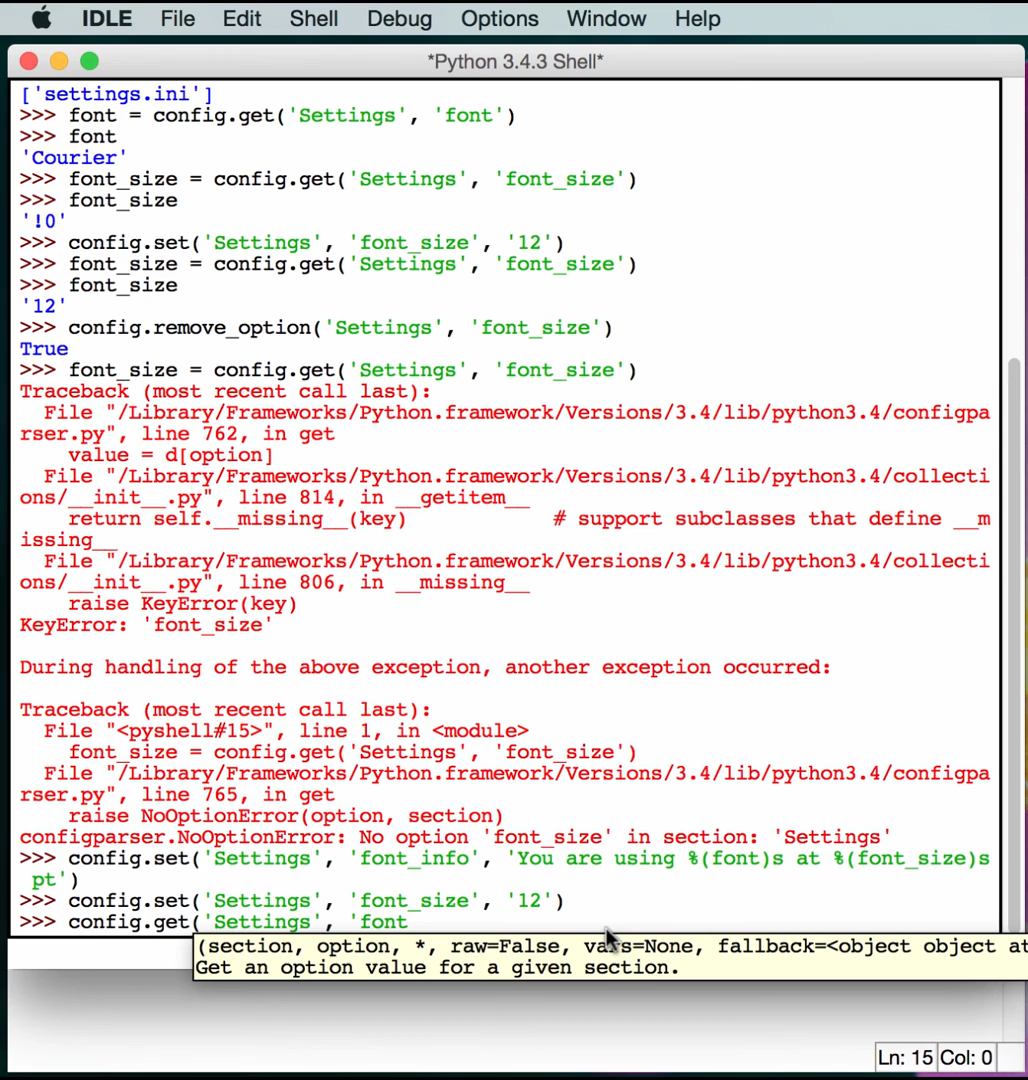 IDLE File Edit Shell Debug Options Window Help
*Python 3.4.3 Shell*
['settings.ini']
>>> font = config.get('Settings', 'font')
>>> font
'Courier'
>>> font_size = config.get('Settings', 'font_size')
>>> font_size
'!0'
>>> config.set('Settings', 'font_size', '12')
>>> font_size = config.get('Settings', 'font_size')
>>> font_size
'12'
>>> config.remove_option('Settings', 'font_size')
True
>>> font_size = config.get('Settings', 'font_size')
Traceback (most recent call last):
  File "/Library/Frameworks/Python.framework/Versions/3.4/lib/python3.4/configpa
rser.py", line 762, in get
    value = d[option]
  File "/Library/Frameworks/Python.framework/Versions/3.4/lib/python3.4/collecti
ons/__init__.py", line 814, in __getitem__
    return self.__missing__(key)            # support subclasses that define __m
issing__
  File "/Library/Frameworks/Python.framework/Versions/3.4/lib/python3.4/collecti
ons/__init__.py", line 806, in __missing__
    raise KeyError(key)
KeyError: 'font_size'
During handling of the above exception, another exception occurred:
Traceback (most recent call last):
  File "<pyshell#15>", line 1, in <module>
    font_size = config.get('Settings', 'font_size')
  File "/Library/Frameworks/Python.framework/Versions/3.4/lib/python3.4/configpa
rser.py", line 765, in get
    raise NoOptionError(option, section)
configparser.NoOptionError: No option 'font_size' in section: 'Settings'
>>> config.set('Settings', 'font_info', 'You are using %(font)s at %(font_size)s
 pt')
>>> config.set('Settings', 'font_size', '12')
>>> config.get('Settings', 'font
(section, option, *, raw=False, vars=None, fallback=<object object at
Get an option value for a given section.
Ln: 15 Col: 0